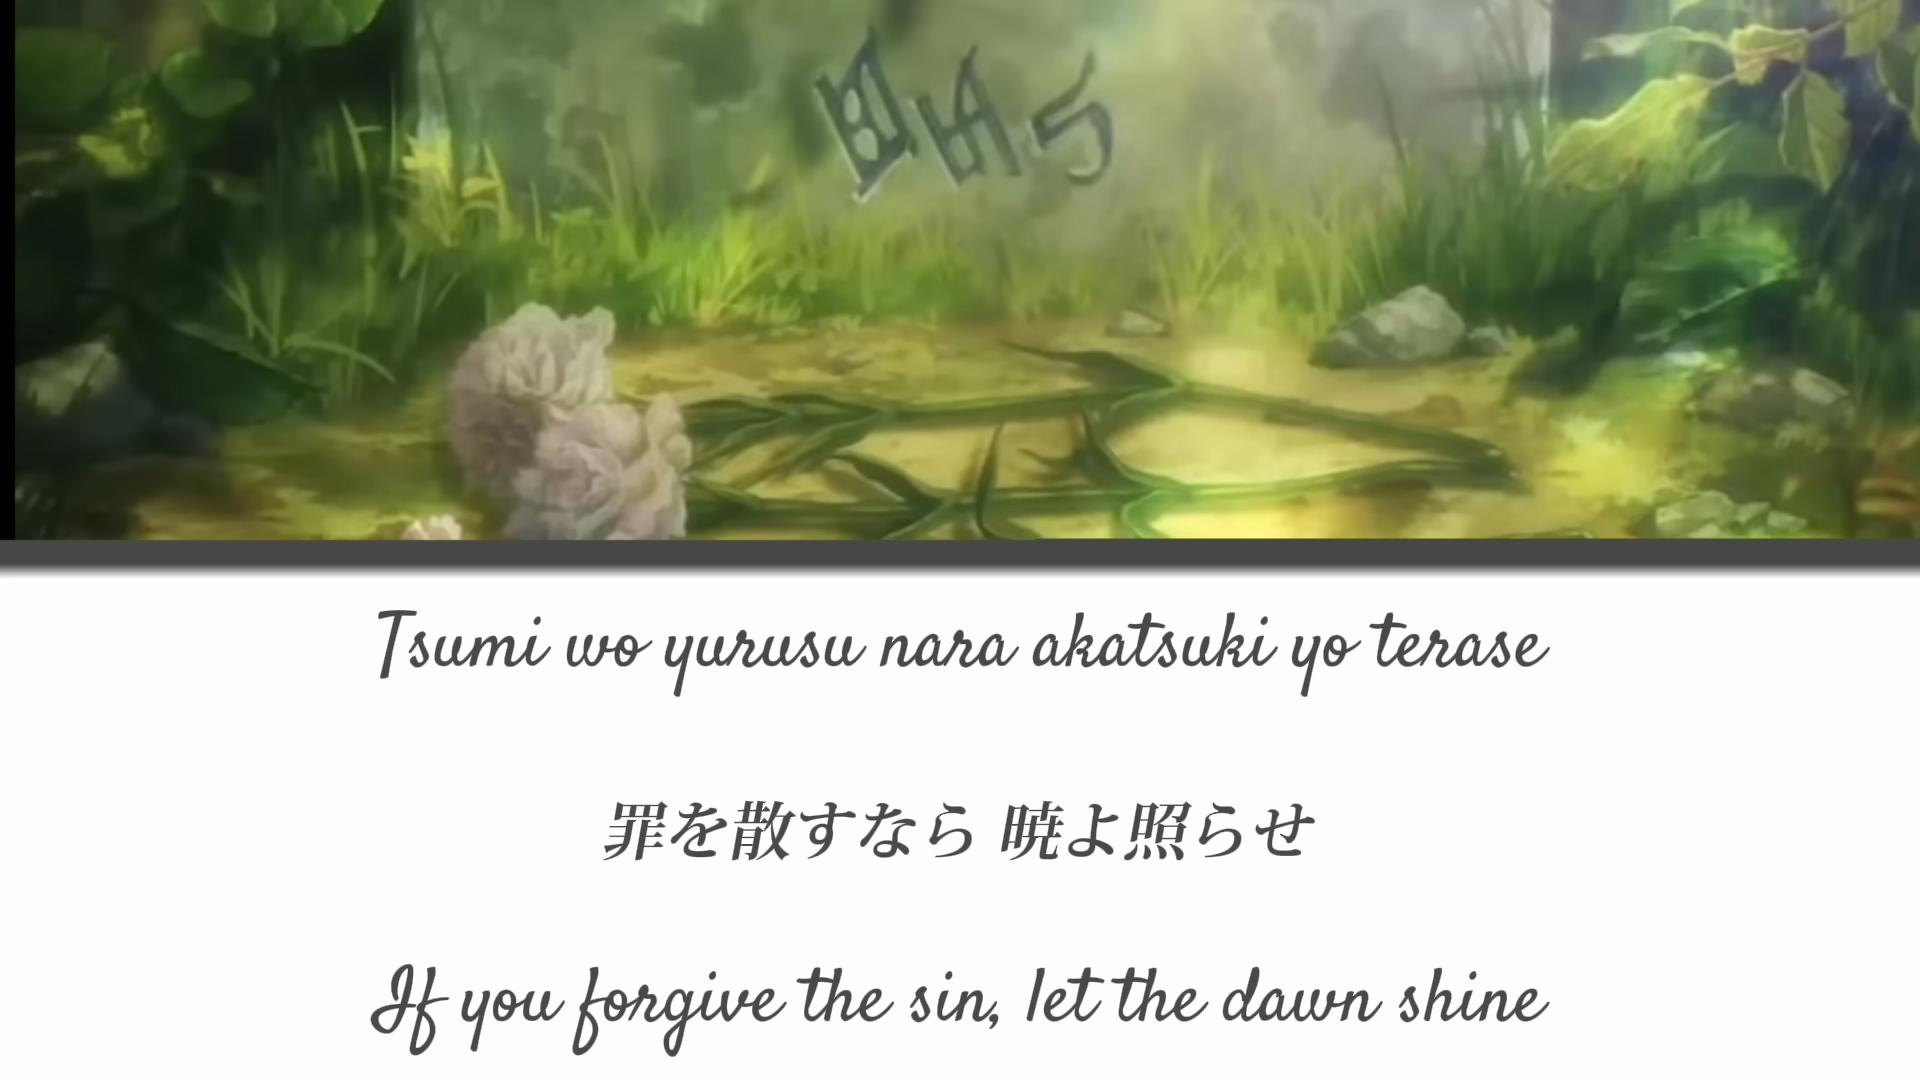 Tsumi wo yurusu nara akatsuki yo terase
罪を散すなら 暁よ照らせ
If you forgive the sin, let the dawn shine